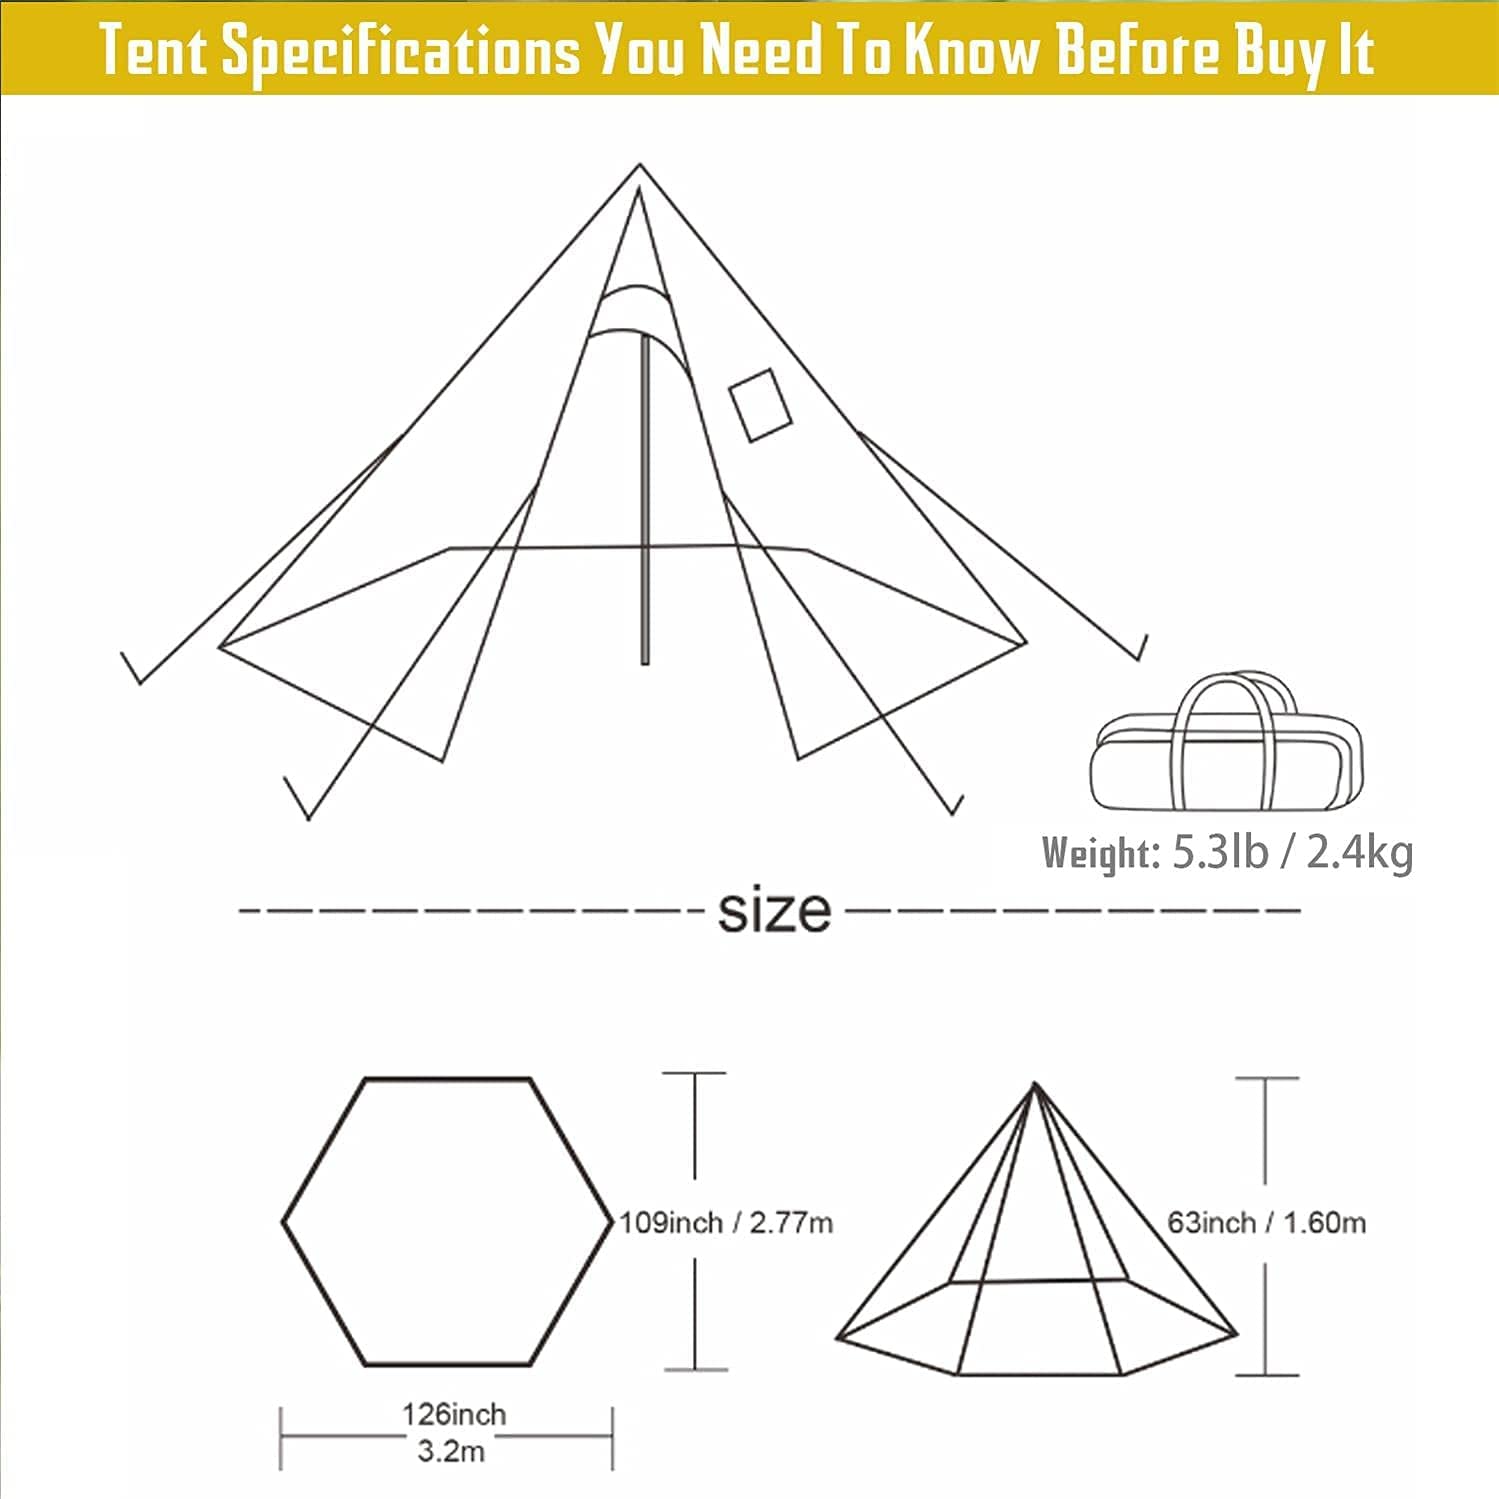 Tent Specifications You Need To Know Before Buy It
Weight: 5.3lb / 2.4kg
size
109inch / 2.77m
63inch / 1.60m
126inch
3.2m